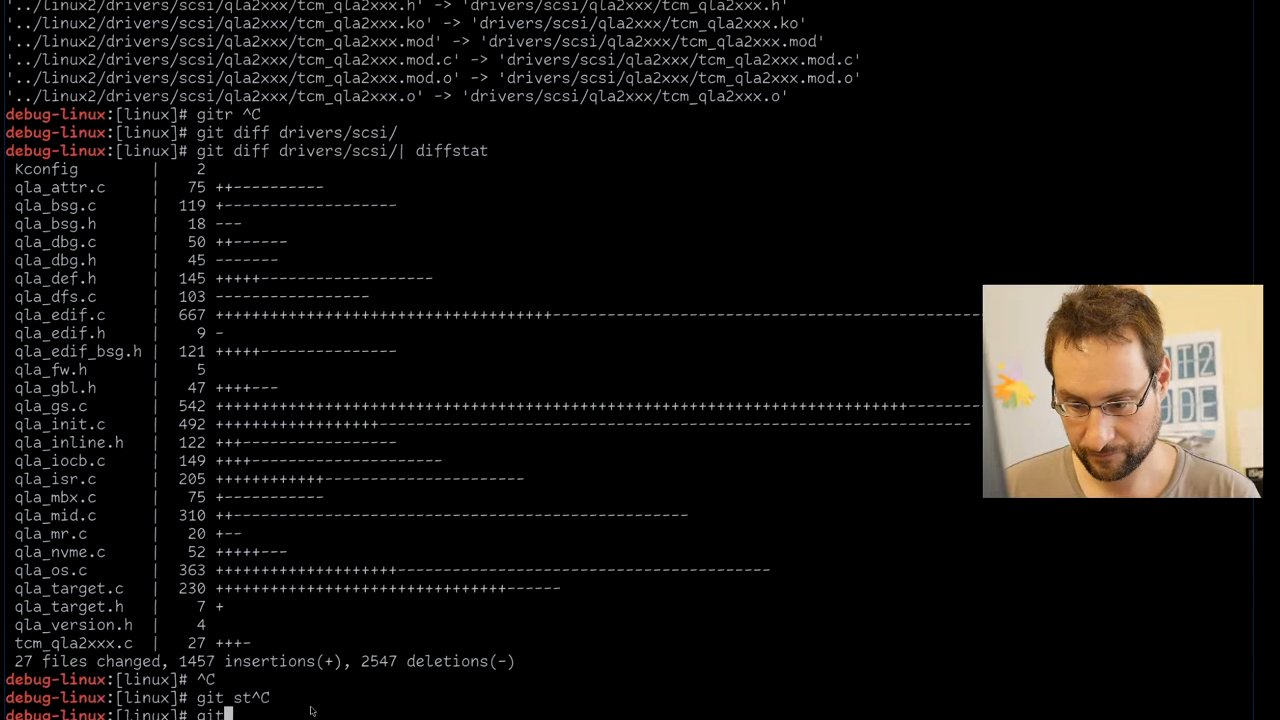 '../linux2/drivers/scsi/qla2xxx/tcm_qla2xxx.h' -> 'drivers/scsi/qla2xxx/tcm_qla2xxx.h'
'../linux2/drivers/scsi/qla2xxx/tcm_qla2xxx.ko' -> 'drivers/scsi/qla2xxx/tcm_qla2xxx.ko'
'../linux2/drivers/scsi/qla2xxx/tcm_qla2xxx.mod' -> 'drivers/scsi/qla2xxx/tcm_qla2xxx.mod'
'../linux2/drivers/scsi/qla2xxx/tcm_qla2xxx.mod.c' -> 'drivers/scsi/qla2xxx/tcm_qla2xxx.mod.c'
'../linux2/drivers/scsi/qla2xxx/tcm_qla2xxx.mod.o' -> 'drivers/scsi/qla2xxx/tcm_qla2xxx.mod.o'
'../linux2/drivers/scsi/qla2xxx/tcm_qla2xxx.o' -> 'drivers/scsi/qla2xxx/tcm_qla2xxx.o'
debug-linux:[linux]# gitr ^C
debug-linux:[linux]# git diff drivers/scsi/
debug-linux:[linux]# git diff drivers/scsi/| diffstat
Kconfig | 2
qla_attr.c | 75 ++----------
qla_bsg.c | 119 +-------------------
qla_bsg.h | 18 ---
qla_dbg.c | 50 ++------
qla_dbg.h | 45 -------
qla_def.h | 145 +++++-------------------
qla_dfs.c | 103 -----------------
qla_edif.c | 667 +++++++++++++++++++++++++++++++++++++------------------------------------------------
qla_edif.h | 9 -
qla_edif_bsg.h | 121 +++++---------------
qla_fw.h | 5
qla_gbl.h | 47 ++++---
qla_gs.c | 542 ++++++++++++++++++++++++++++++++++++++++++++++++++++++++++++++++++++++++++++--------
qla_init.c | 492 ++++++++++++++++++-----------------------------------------------------------------
qla_inline.h | 122 +++-----------------
qla_iocb.c | 149 ++++---------------------
qla_isr.c | 205 ++++++++++++----------------------
qla_mbx.c | 75 +-----------
qla_mid.c | 310 ++--------------------------------------------------
qla_mr.c | 20 +--
qla_nvme.c | 52 +++++---
qla_os.c | 363 ++++++++++++++++++++-----------------------------------------
qla_target.c | 230 ++++++++++++++++++++++++++++++++------
qla_target.h | 7 +
qla_version.h | 4
tcm_qla2xxx.c | 27 +++-
27 files changed, 1457 insertions(+), 2547 deletions(-)
debug-linux:[linux]# ^C
debug-linux:[linux]# git st^C
debug-linux:[linux]# git